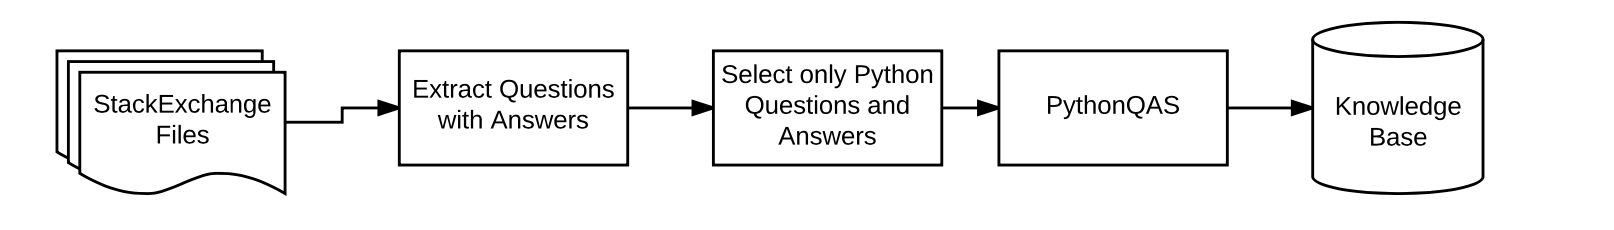 StackExchange
Files
Extract Questions
with Answers
Select only Python
Questions and
Answers
PythonQAS
Knowledge
Base